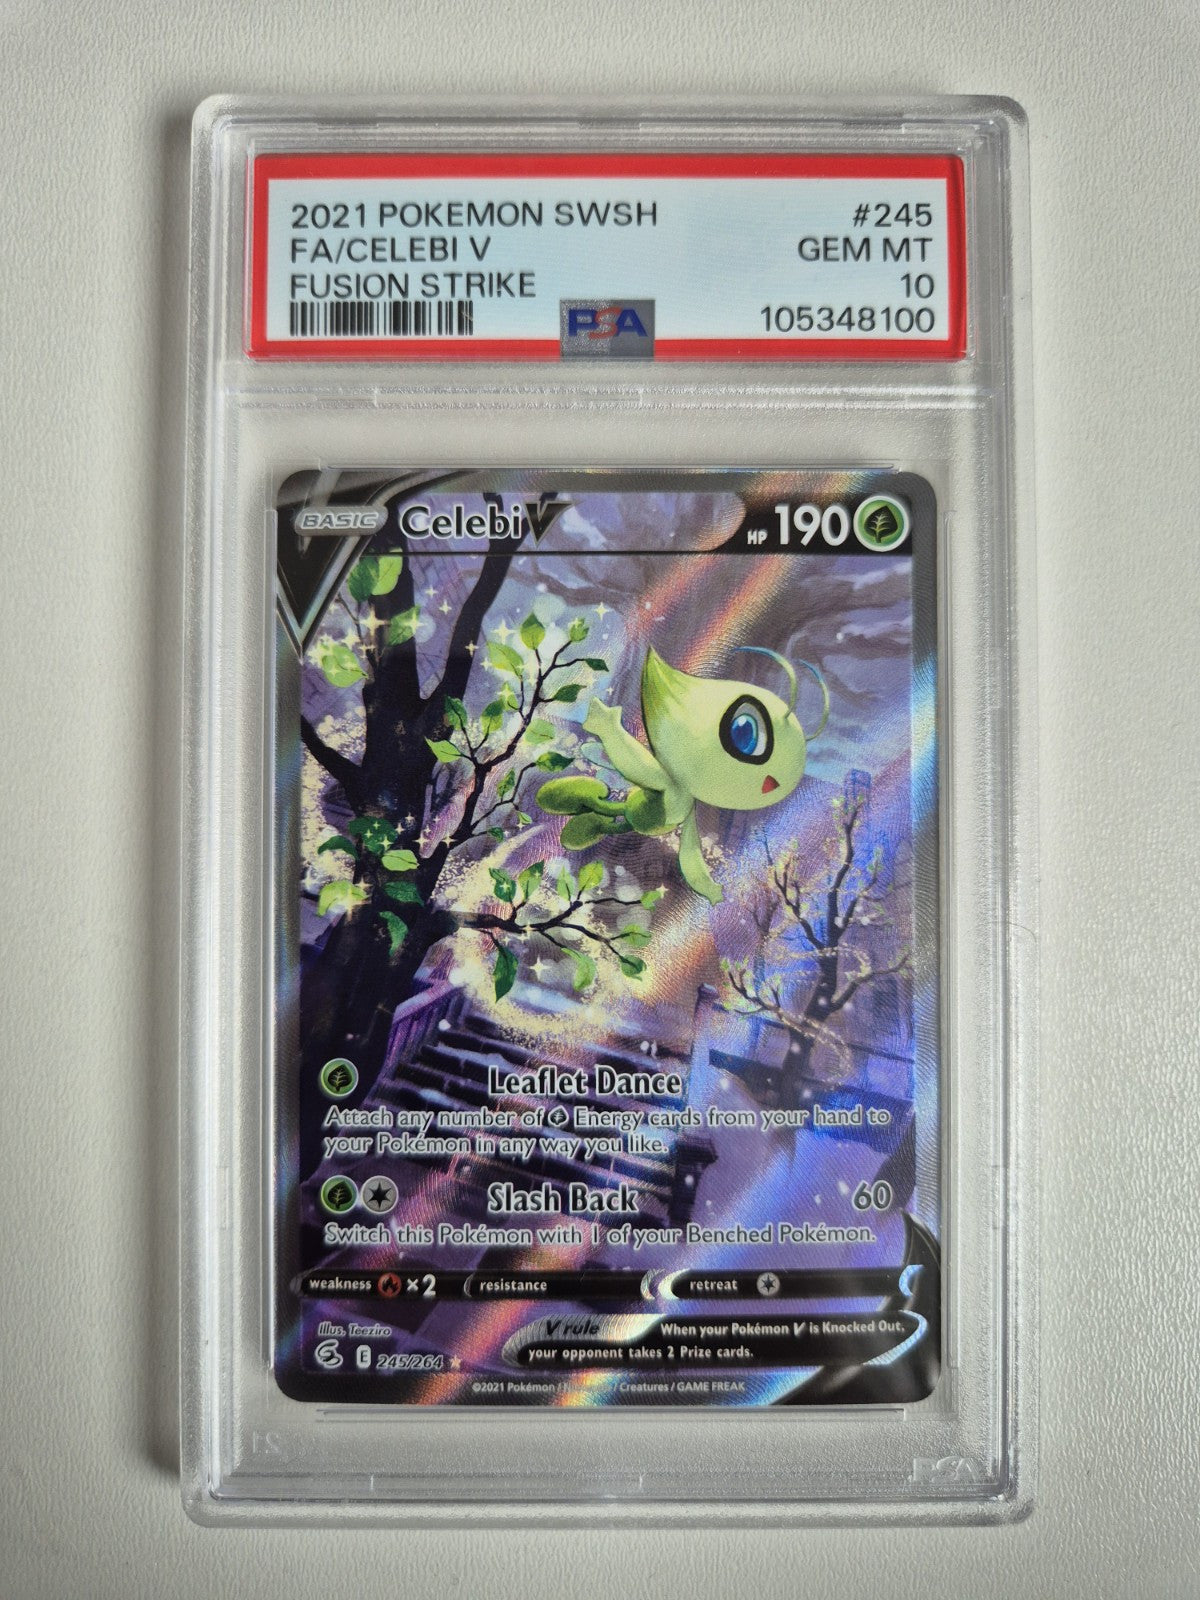 2021 POKEMON SWSH #245
FA/CELEBI V GEM MT
FUSION STRIKE 10
PSA 105348100
BASIC Celebi V HP 190
Leaflet Dance
Attach any number of Energy cards from your hand to
your Pokémon in any way you like.
Slash Back 60
Switch this Pokémon with 1 of your Benched Pokémon.
weakness ×2 resistance retreat
Illus. Teeziro
V rule When your Pokémon V is Knocked Out,
your opponent takes 2 Prize cards.
E 245/264
©2021 Pokémon / Nintendo / Creatures / GAME FREAK
PSA